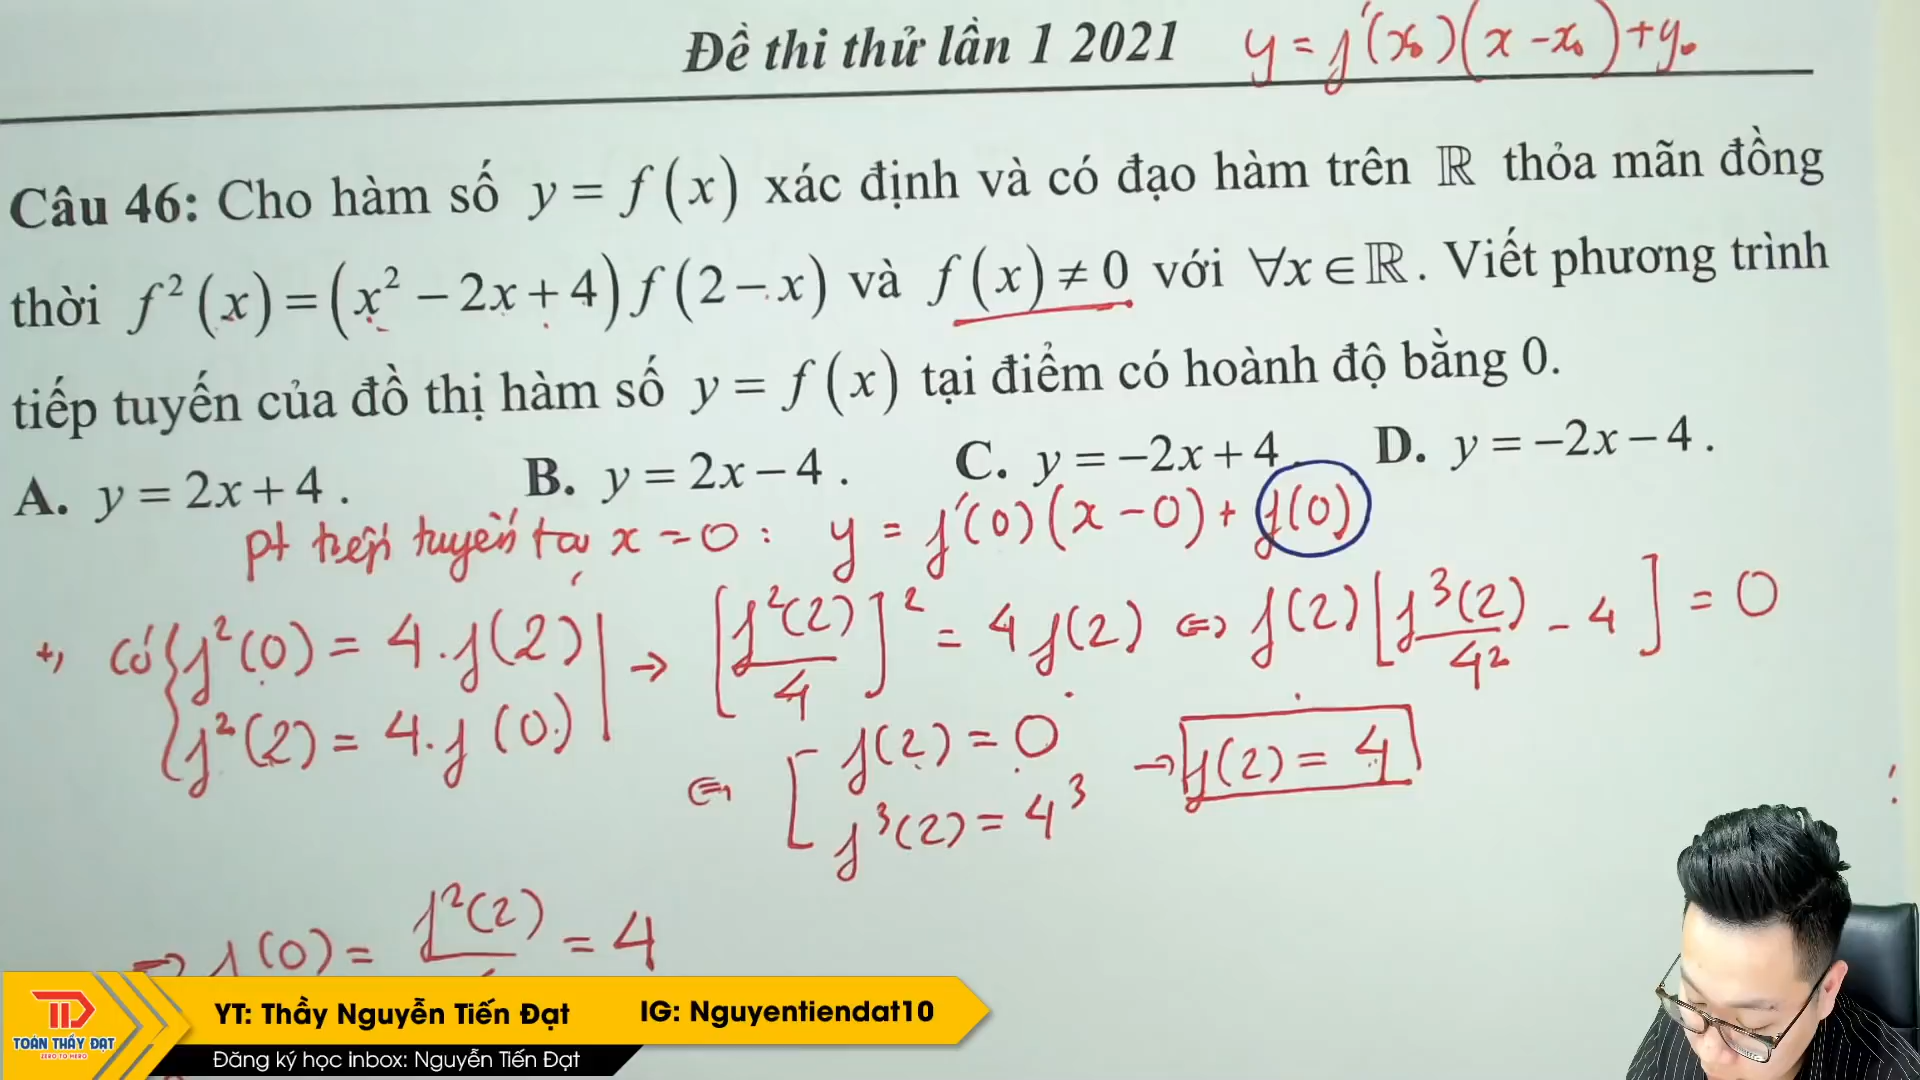 Đề thi thử lần 1 2021 y = f'(x₀)(x - x₀) + y₀
Câu 46: Cho hàm số y = f(x) xác định và có đạo hàm trên ℝ thỏa mãn đồng
thời f²(x) = (x² - 2x + 4) f(2 - x) và f(x) ≠ 0 với ∀x ∈ ℝ. Viết phương trình
tiếp tuyến của đồ thị hàm số y = f(x) tại điểm có hoành độ bằng 0.
A. y = 2x + 4. B. y = 2x - 4. C. y = -2x + 4. D. y = -2x - 4.
pt tiếp tuyến tại x = 0 : y = f'(0)(x - 0) + f(0)
+, Có { f²(0) = 4.f(2) → [f²(2)/4]² = 4f(2) ⇔ f(2)[f³(2)/4² - 4] = 0
{ f²(2) = 4.f(0)
⇔ [ f(2) = 0 → f(2) = 4
f³(2) = 4³
→ f(0) = f²(2) = 4
TD
TOÁN THẦY ĐẠT
ZERO TO HERO
YT: Thầy Nguyễn Tiến Đạt IG: Nguyentiendat10
Đăng ký học inbox: Nguyễn Tiến Đạt